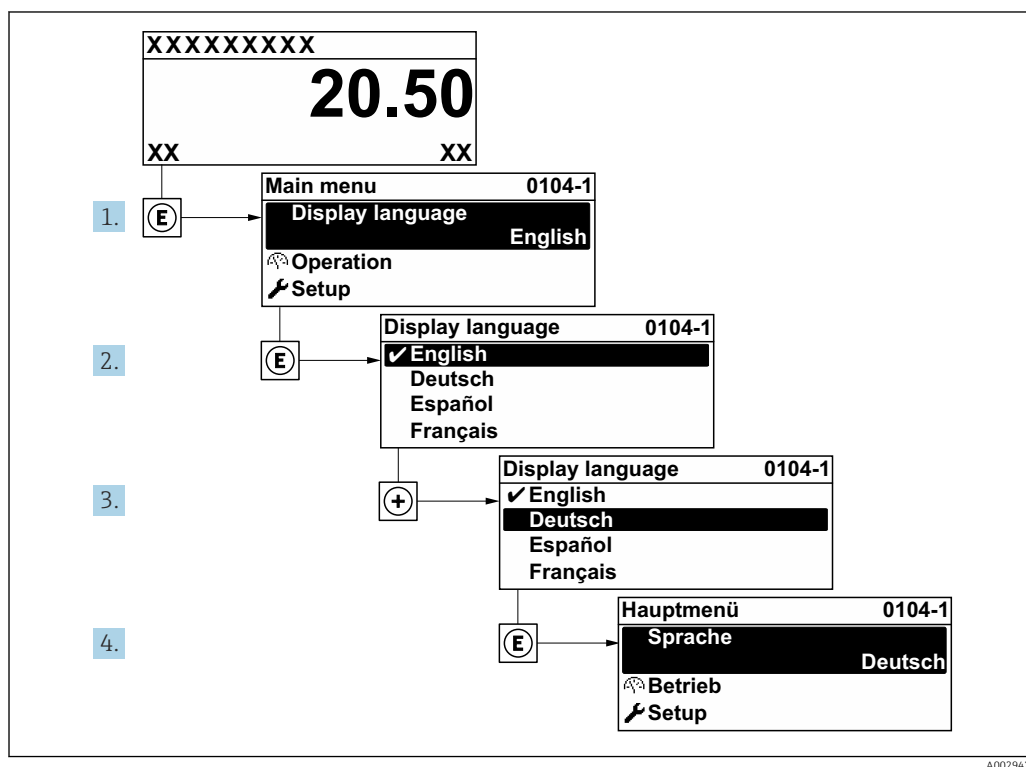 XXXXXXXXX
20.50
XX XX
1.
E
Main menu 0104-1
Display language
English
Operation
Setup
2.
E
Display language 0104-1
✔English
Deutsch
Español
Français
3.
+
Display language 0104-1
✔English
Deutsch
Español
Français
4.
E
Hauptmenü 0104-1
Sprache
Deutsch
Betrieb
Setup